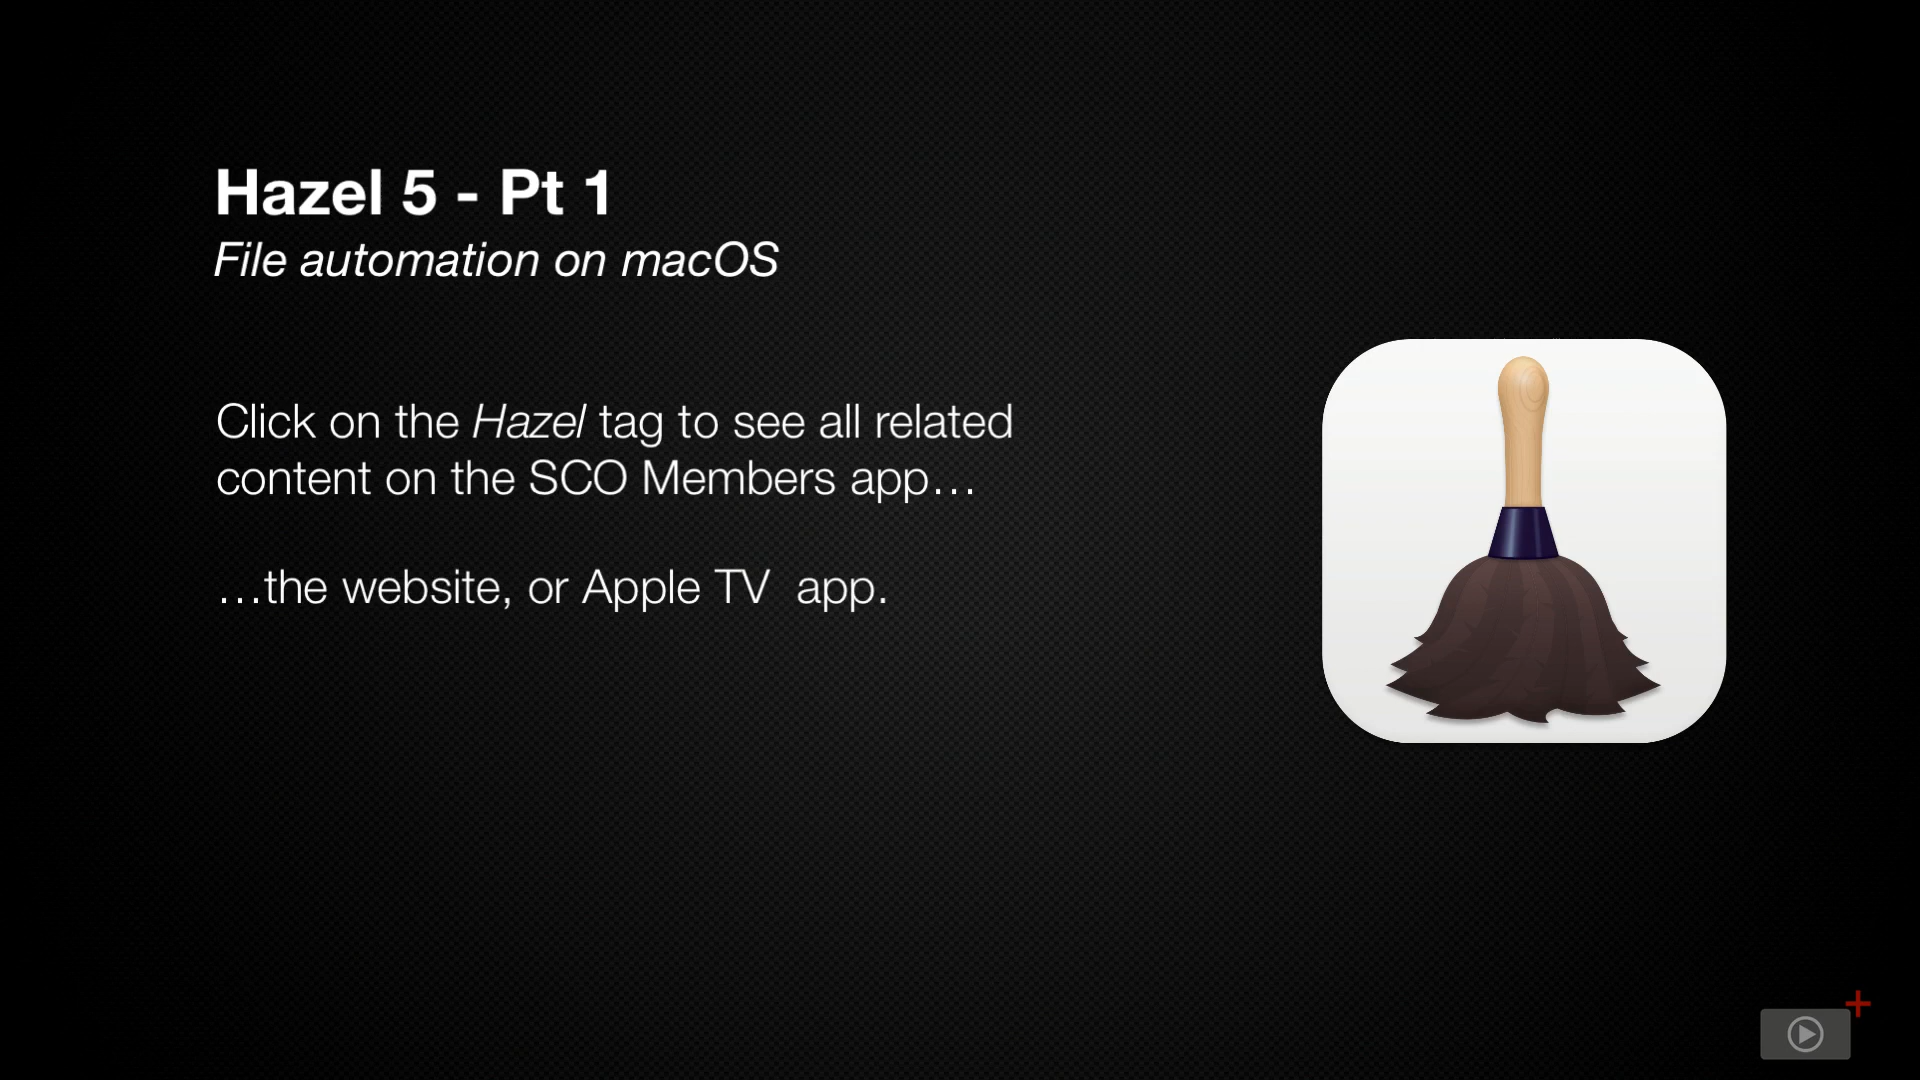 Hazel 5 - Pt 1
File automation on macOS
Click on the Hazel tag to see all related
content on the SCO Members app…
…the website, or Apple TV  app.